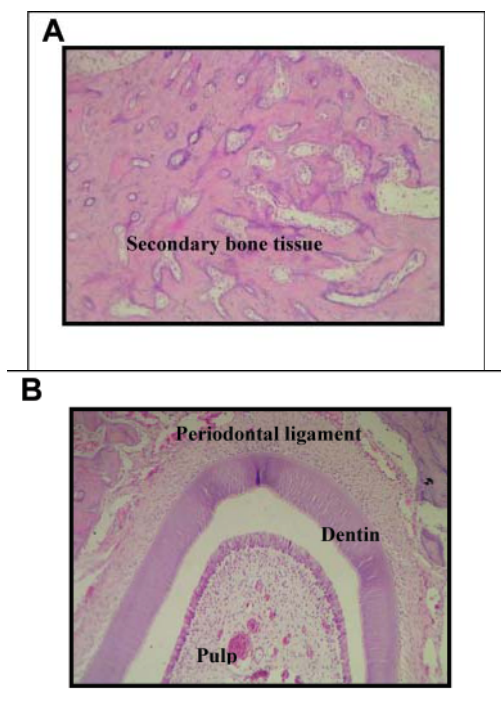 A
Secondary bone tissue
B
Periodontal ligament
Dentin
Pulp